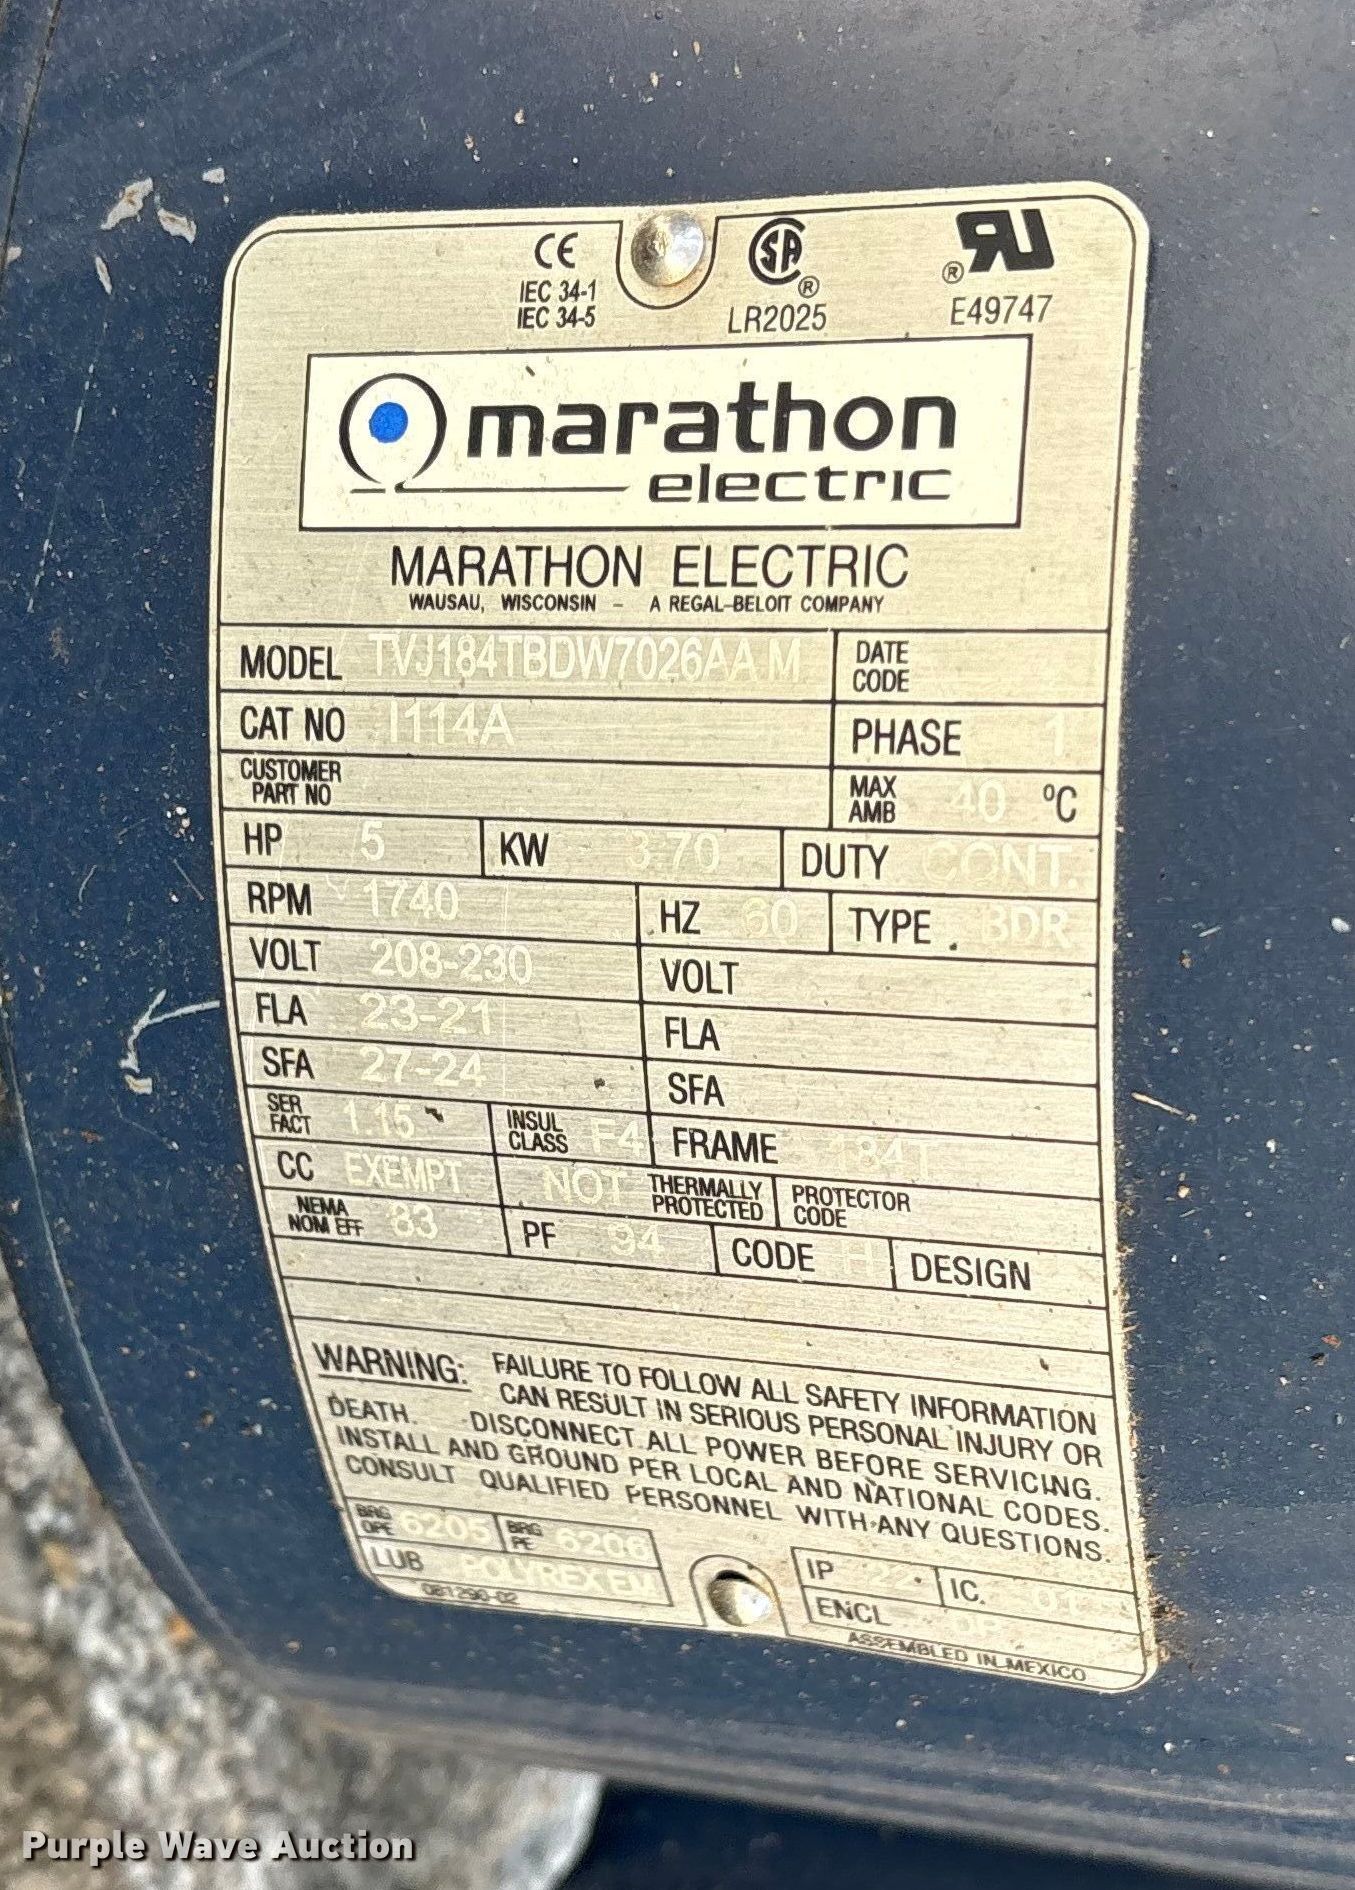 CE
IEC 34-1
IEC 34-5
SA ®
LR2025
® RU
E49747
marathon
electric
MARATHON ELECTRIC
WAUSAU, WISCONSIN - A REGAL-BELOIT COMPANY
MODEL TVJ184TBDW7026AA M
DATE CODE
CAT NO I114A
PHASE 1
CUSTOMER PART NO
MAX AMB 40 ºC
HP 5 KW 3.70 DUTY CONT.
RPM 1740 HZ 60 TYPE BDR
VOLT 208-230 VOLT
FLA 23-21 FLA
SFA 27-24 SFA
SER FACT 1.15 INSUL CLASS F4 FRAME 184T
CC EXEMPT NOT THERMALLY PROTECTED PROTECTOR CODE
NEMA NOM EFF 83 PF 94 CODE H DESIGN
WARNING: FAILURE TO FOLLOW ALL SAFETY INFORMATION
CAN RESULT IN SERIOUS PERSONAL INJURY OR
DEATH. DISCONNECT ALL POWER BEFORE SERVICING.
INSTALL AND GROUND PER LOCAL AND NATIONAL CODES.
CONSULT QUALIFIED PERSONNEL WITH ANY QUESTIONS.
BRG OPE 6205 BRG PE 6206
LUB POLYREX EM
081290-02
IP 22 IC 01
ENCL DP
ASSEMBLED IN MEXICO
Purple Wave Auction